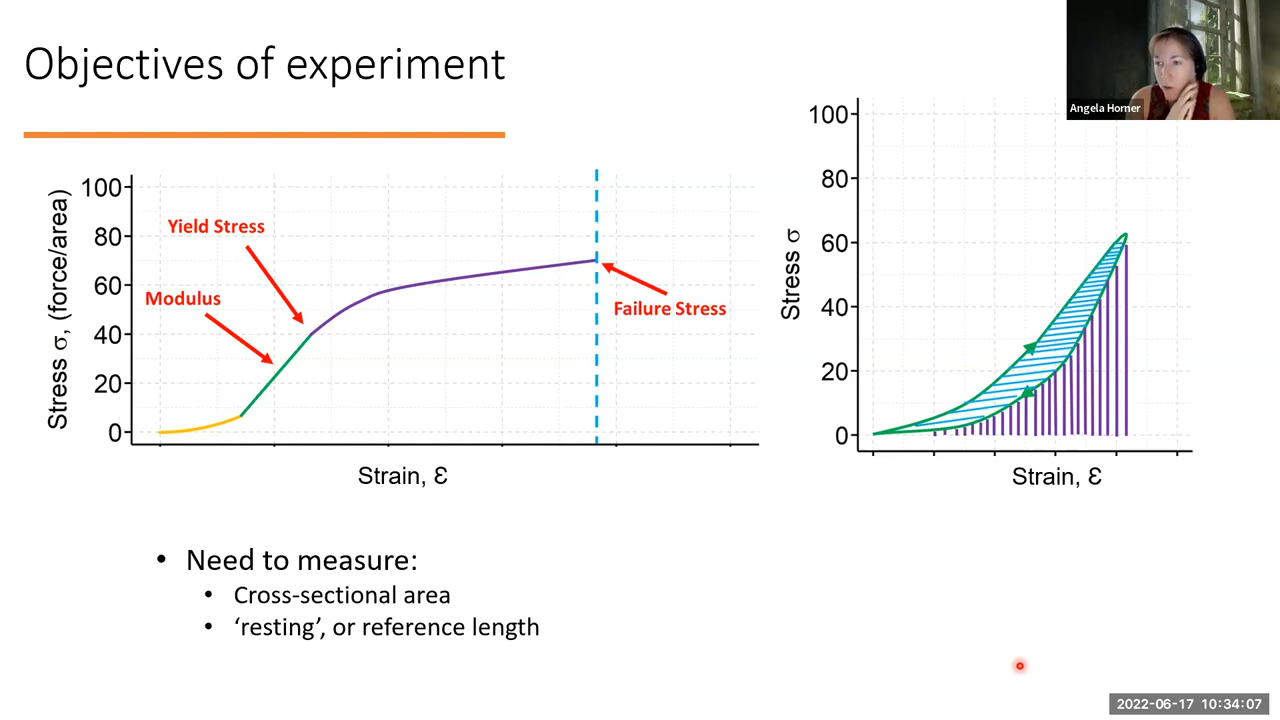 Objectives of experiment
Angela Horner
Stress σ, (force/area)
100
80
60
40
20
0
Yield Stress
Modulus
Failure Stress
Strain, Ɛ
Stress σ
100
80
60
40
20
0
Strain, Ɛ
• Need to measure:
• Cross-sectional area
• ‘resting’, or reference length
2022-06-17 10:34:07